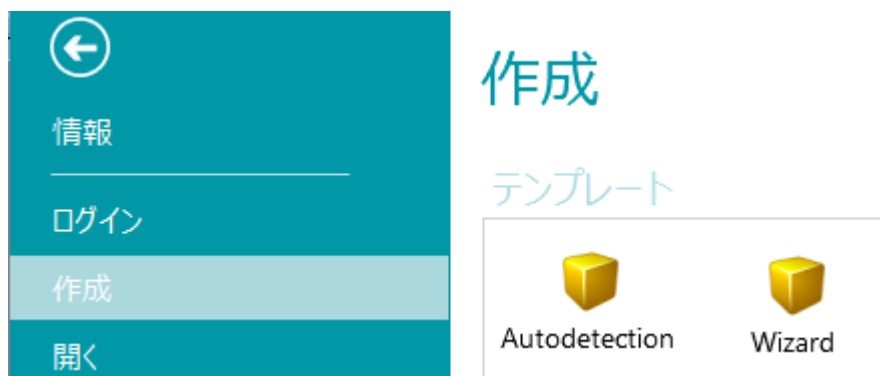 情報
ログイン
作成
開く
作成
テンプレート
Autodetection
Wizard